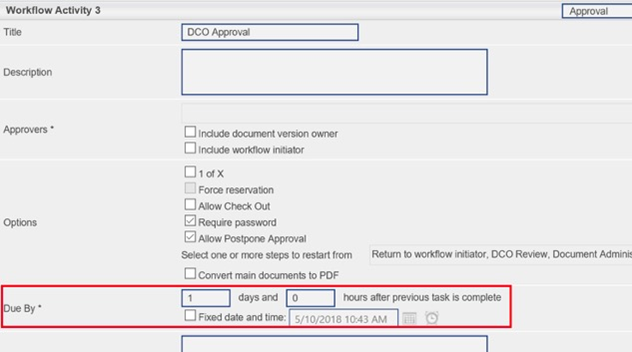 Workflow Activity 3 Approval
Title DCO Approval
Description
Approvers *
Include document version owner
Include workflow initiator
Options
1 of X
Force reservation
Allow Check Out
Require password
Allow Postpone Approval
Select one or more steps to restart from Return to workflow initiator, DCO Review, Document
Convert main documents to PDF
Due By *
1 days and 0 hours after previous task is complete
Fixed date and time: 5/10/2018 10:43 AM